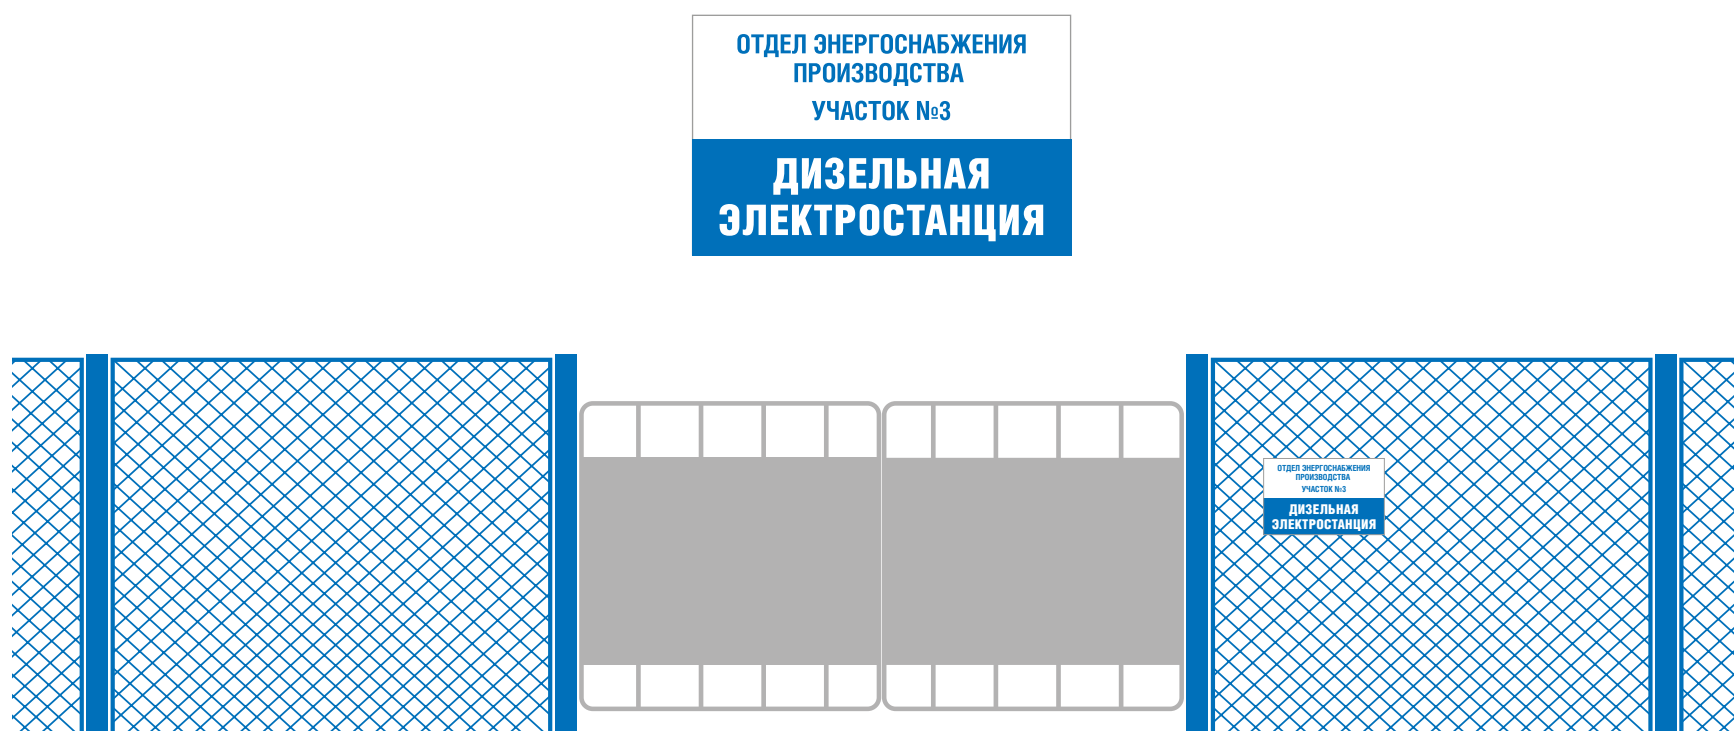 ОТДЕЛ ЭНЕРГОСНАБЖЕНИЯ
ПРОИЗВОДСТВА
УЧАСТОК №3
ДИЗЕЛЬНАЯ
ЭЛЕКТРОСТАНЦИЯ
ОТДЕЛ ЭНЕРГОСНАБЖЕНИЯ
ПРОИЗВОДСТВА
УЧАСТОК №3
ДИЗЕЛЬНАЯ
ЭЛЕКТРОСТАНЦИЯ